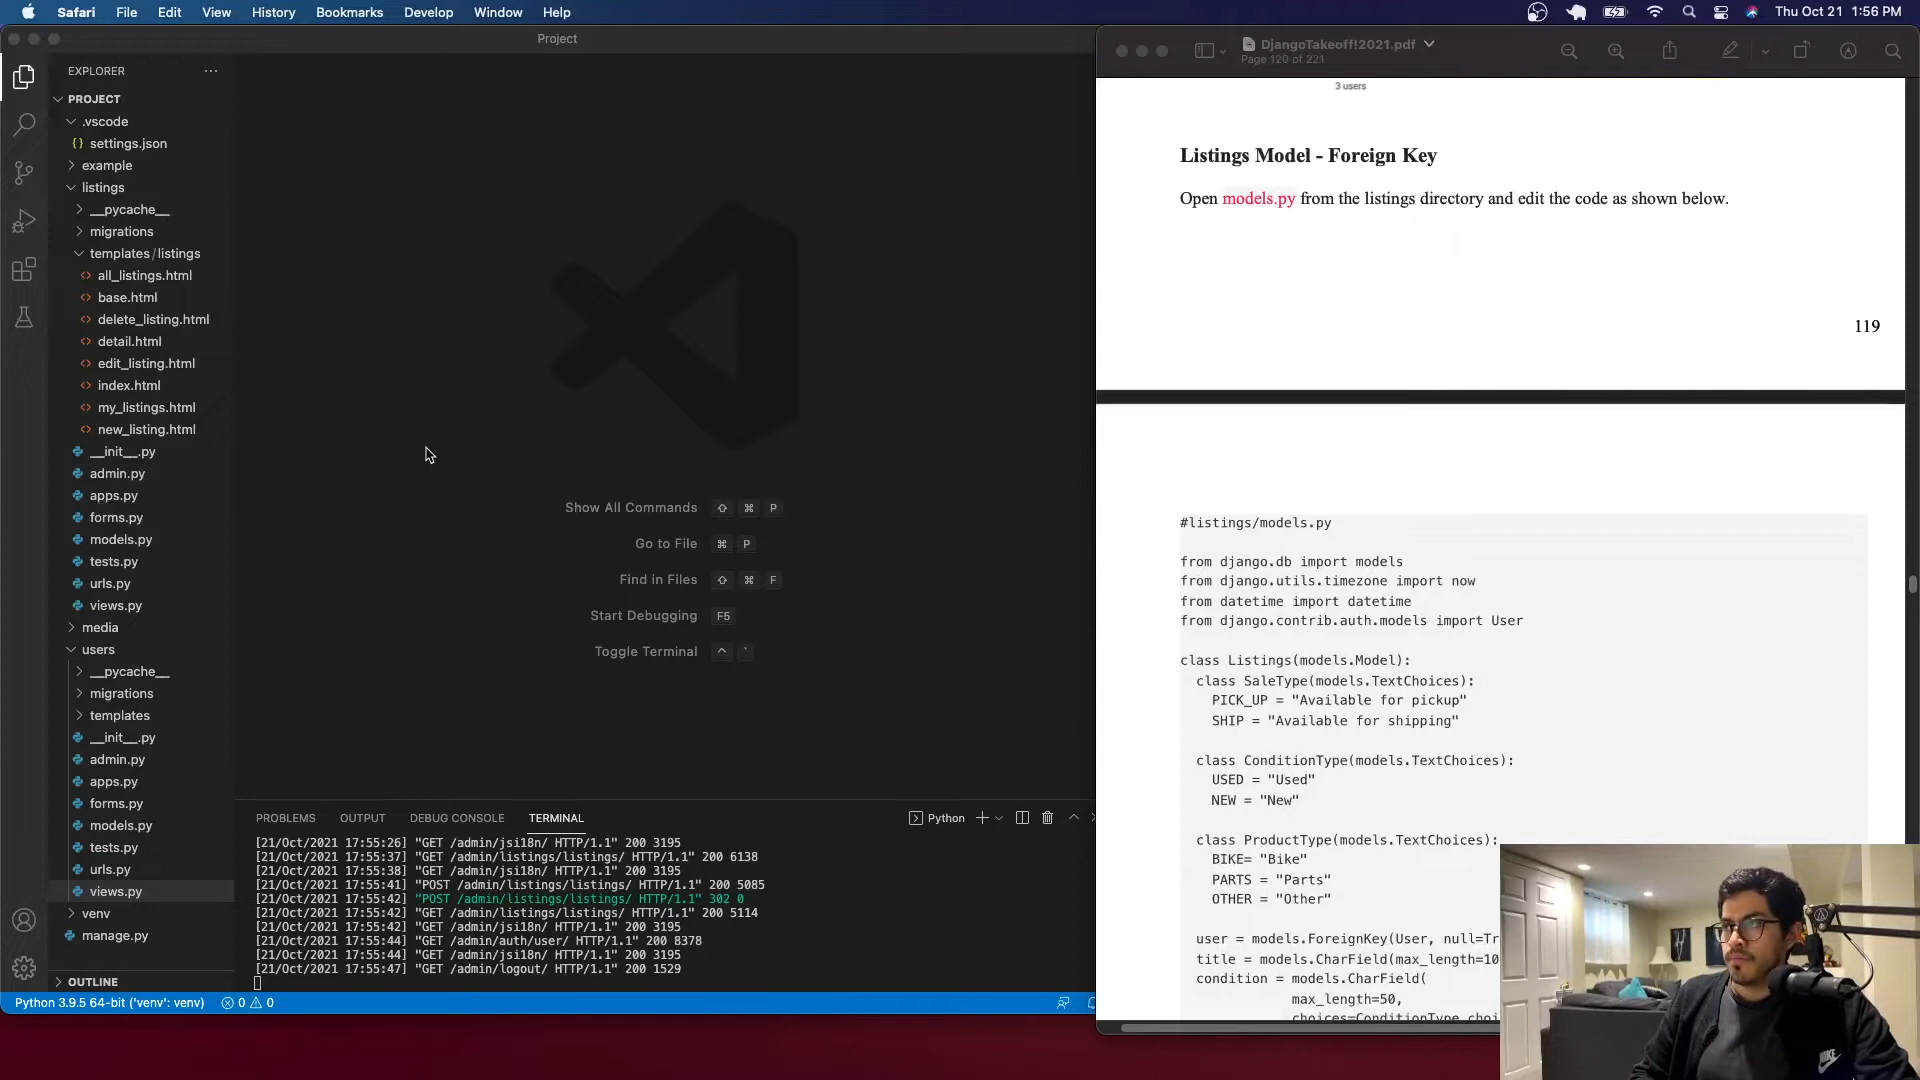 Safari File Edit View History Bookmarks Develop Window Help
Thu Oct 21 1:56 PM
Project
EXPLORER
PROJECT
.vscode
settings.json
example
listings
__pycache__
migrations
templates/listings
all_listings.html
base.html
delete_listing.html
detail.html
edit_listing.html
index.html
my_listings.html
new_listing.html
__init__.py
admin.py
apps.py
forms.py
models.py
tests.py
urls.py
views.py
media
users
__pycache__
migrations
templates
__init__.py
admin.py
apps.py
forms.py
models.py
tests.py
urls.py
views.py
venv
manage.py
OUTLINE
Show All Commands ⇧ ⌘ P
Go to File ⌘ P
Find in Files ⇧ ⌘ F
Start Debugging F5
Toggle Terminal ^ `
PROBLEMS OUTPUT DEBUG CONSOLE TERMINAL
Python
[21/Oct/2021 17:55:26] "GET /admin/jsi18n/ HTTP/1.1" 200 3195
[21/Oct/2021 17:55:37] "GET /admin/listings/listings/ HTTP/1.1" 200 6138
[21/Oct/2021 17:55:38] "GET /admin/jsi18n/ HTTP/1.1" 200 3195
[21/Oct/2021 17:55:41] "POST /admin/listings/listings/ HTTP/1.1" 200 5085
[21/Oct/2021 17:55:42] "POST /admin/listings/listings/ HTTP/1.1" 302 0
[21/Oct/2021 17:55:42] "GET /admin/listings/listings/ HTTP/1.1" 200 5114
[21/Oct/2021 17:55:42] "GET /admin/jsi18n/ HTTP/1.1" 200 3195
[21/Oct/2021 17:55:44] "GET /admin/auth/user/ HTTP/1.1" 200 8378
[21/Oct/2021 17:55:44] "GET /admin/jsi18n/ HTTP/1.1" 200 3195
[21/Oct/2021 17:55:47] "GET /admin/logout/ HTTP/1.1" 200 1529
Python 3.9.5 64-bit ('venv': venv) 0 0
DjangoTakeoff!2021.pdf
Page 120 of 221
3 users
Listings Model - Foreign Key
Open models.py from the listings directory and edit the code as shown below.
119
#listings/models.py
from django.db import models
from django.utils.timezone import now
from datetime import datetime
from django.contrib.auth.models import User
class Listings(models.Model):
class SaleType(models.TextChoices):
PICK_UP = "Available for pickup"
SHIP = "Available for shipping"
class ConditionType(models.TextChoices):
USED = "Used"
NEW = "New"
class ProductType(models.TextChoices):
BIKE= "Bike"
PARTS = "Parts"
OTHER = "Other"
user = models.ForeignKey(User, null=Tr
title = models.CharField(max_length=10
condition = models.CharField(
max_length=50,
choices=ConditionType.choi
NIKE